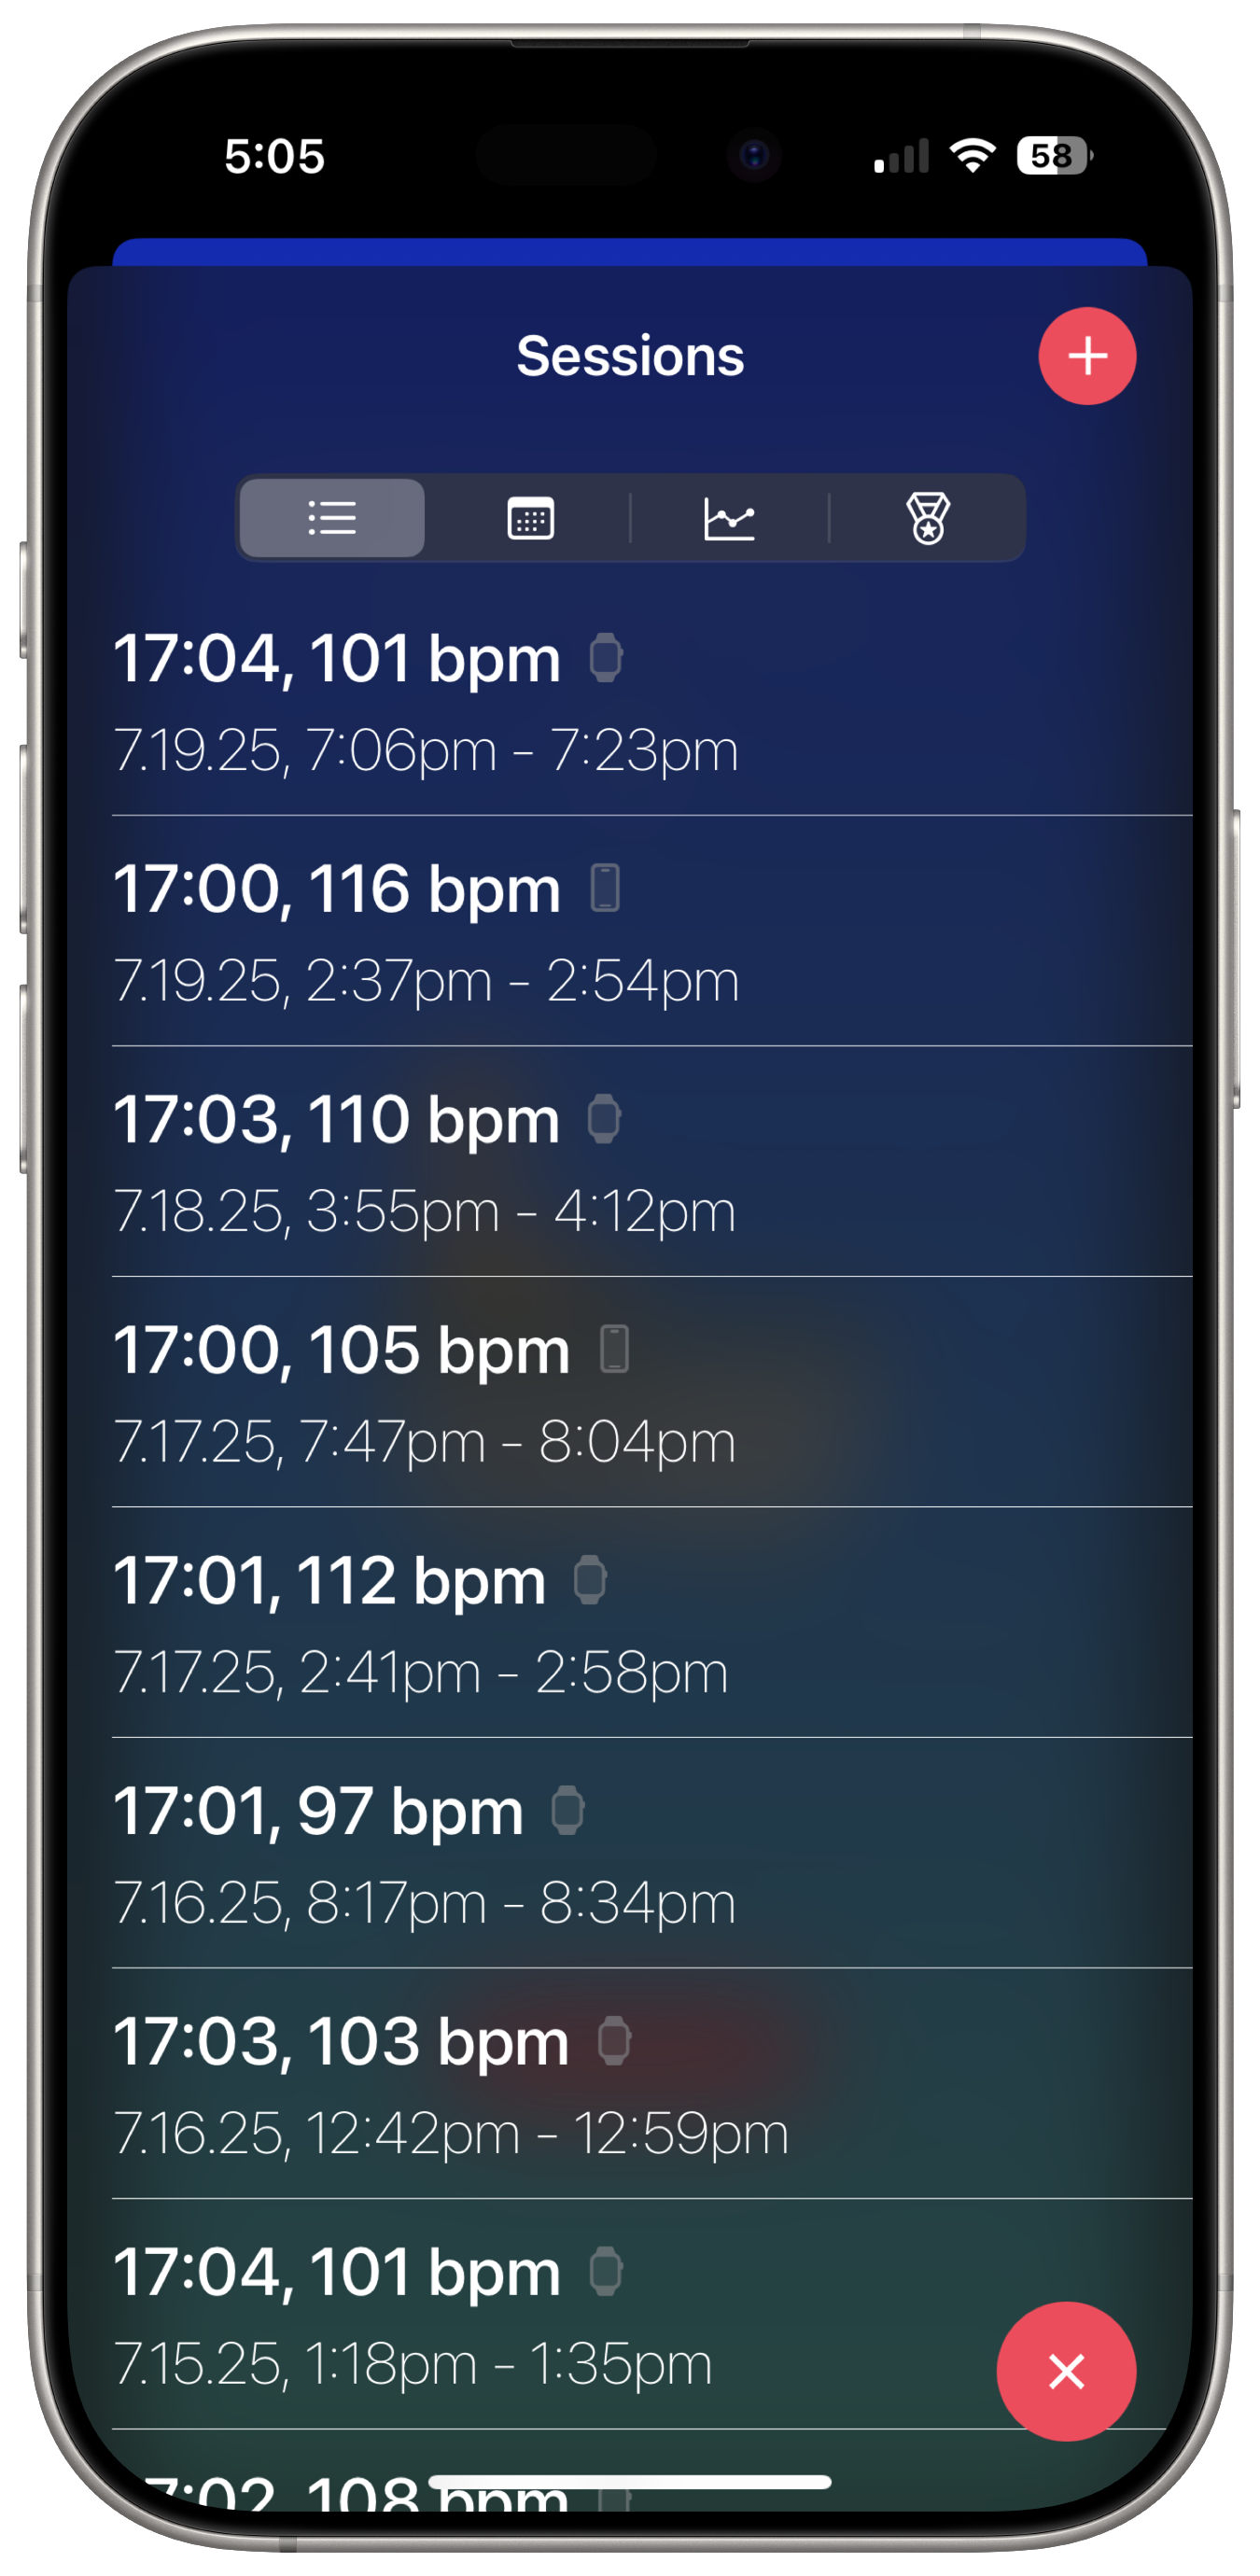 5:05
58
Sessions
17:04, 101 bpm
7.19.25, 7:06pm - 7:23pm
17:00, 116 bpm
7.19.25, 2:37pm - 2:54pm
17:03, 110 bpm
7.18.25, 3:55pm - 4:12pm
17:00, 105 bpm
7.17.25, 7:47pm - 8:04pm
17:01, 112 bpm
7.17.25, 2:41pm - 2:58pm
17:01, 97 bpm
7.16.25, 8:17pm - 8:34pm
17:03, 103 bpm
7.16.25, 12:42pm - 12:59pm
17:04, 101 bpm
7.15.25, 1:18pm - 1:35pm
7:02, 108 bpm